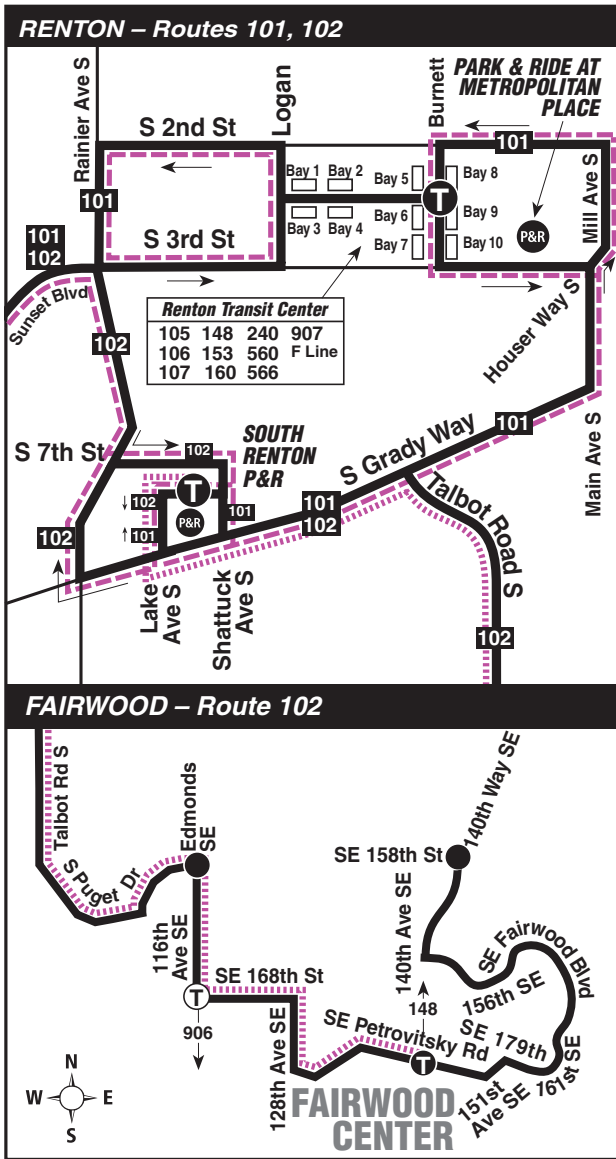 RENTON – Routes 101, 102
Rainier Ave S
S 2nd St
Logan
Burnett
PARK & RIDE AT
METROPOLITAN
PLACE
101
Bay 1
Bay 2
Bay 5
Bay 8
T
101
Bay 6
Bay 9
Mill Ave S
P&R
Bay 3
Bay 4
Bay 7
Bay 10
S 3rd St
101
102
Sunset Blvd
Renton Transit Center
105 148 240 907
106 153 560 F Line
107 160 566
102
Houser Way S
S 7th St
102
SOUTH
RENTON
P&R
S Grady Way
101
Main Ave S
T
102
P&R
101
101
101
102
102
Talbot Road S
Lake
Ave S
Shattuck
Ave S
102
FAIRWOOD – Route 102
Talbot Rd S
S Puget Dr
Edmonds
SE
140th Way SE
SE 158th St
116th
Ave SE
140th Ave SE
SE Fairwood Blvd
SE 168th St
T
906
156th SE
148
SE Petrovitsky Rd
SE 179th
T
128th Ave SE
151st
Ave SE
161st SE
FAIRWOOD
CENTER
N
W E
S